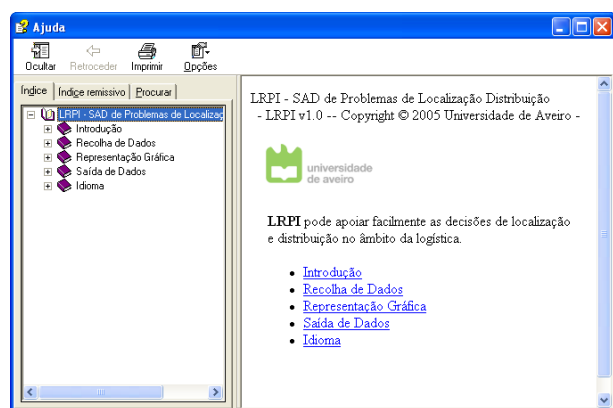 Ajuda
Ocultar Retroceder Imprimir Opções
Índice Índice remissivo Procurar
LRPI - SAD de Problemas de Localizaç
Introdução
Recolha de Dados
Representação Gráfica
Saída de Dados
Idioma
LRPI - SAD de Problemas de Localização Distribuição
- LRPI v1.0 -- Copyright © 2005 Universidade de Aveiro -
universidade
de aveiro
LRPI pode apoiar facilmente as decisões de localização
e distribuição no âmbito da logística.
• Introdução
• Recolha de Dados
• Representação Gráfica
• Saída de Dados
• Idioma